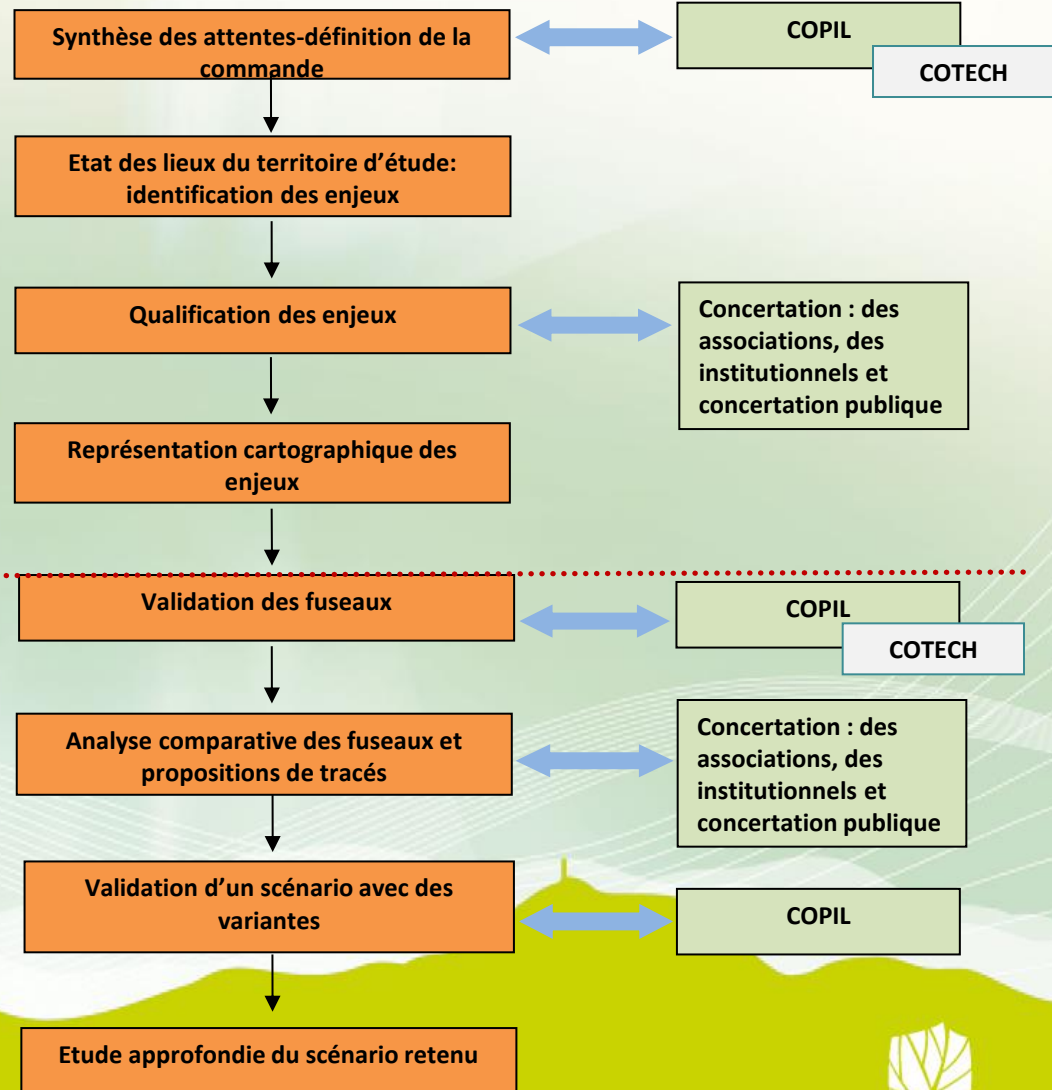 Synthèse des attentes-définition de la
commande
COPIL
COTECH
Etat des lieux du territoire d’étude:
identification des enjeux
Qualification des enjeux
Concertation : des
associations, des
institutionnels et
concertation publique
Représentation cartographique des
enjeux
Validation des fuseaux
COPIL
COTECH
Analyse comparative des fuseaux et
propositions de tracés
Concertation : des
associations, des
institutionnels et
concertation publique
Validation d’un scénario avec des
variantes
COPIL
Etude approfondie du scénario retenu